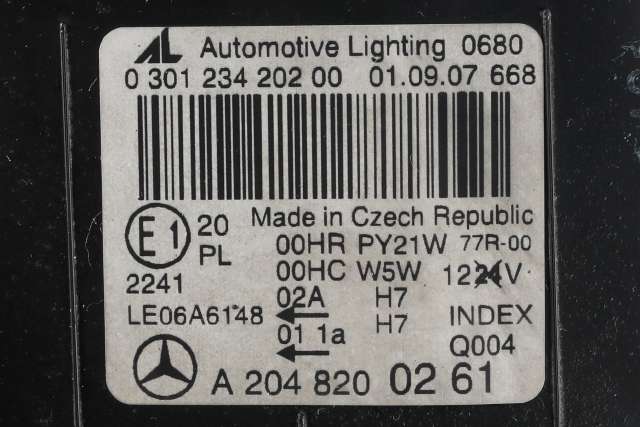 AL Automotive Lighting 0680
0 301 234 202 00 01.09.07 668
Made in Czech Republic
E1 20 PL
00HR PY21W 77R-00
00HC W5W 1224V
2241
02A H7
LE06A6148
01 1a H7 INDEX
Q004
A 204 820 02 61